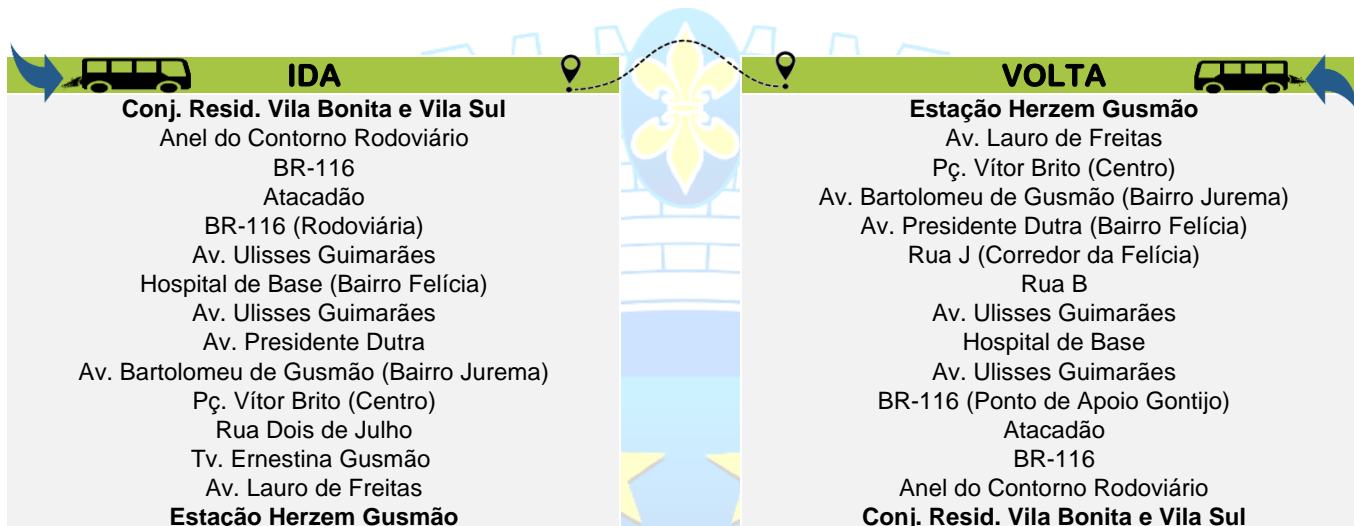 IDA
Conj. Resid. Vila Bonita e Vila Sul
Anel do Contorno Rodoviário
BR-116
Atacadão
BR-116 (Rodoviária)
Av. Ulisses Guimarães
Hospital de Base (Bairro Felícia)
Av. Ulisses Guimarães
Av. Presidente Dutra
Av. Bartolomeu de Gusmão (Bairro Jurema)
Pç. Vítor Brito (Centro)
Rua Dois de Julho
Tv. Ernestina Gusmão
Av. Lauro de Freitas
Estação Herzem Gusmão
VOLTA
Estação Herzem Gusmão
Av. Lauro de Freitas
Pç. Vítor Brito (Centro)
Av. Bartolomeu de Gusmão (Bairro Jurema)
Av. Presidente Dutra (Bairro Felícia)
Rua J (Corredor da Felícia)
Rua B
Av. Ulisses Guimarães
Hospital de Base
Av. Ulisses Guimarães
BR-116 (Ponto de Apoio Gontijo)
Atacadão
BR-116
Anel do Contorno Rodoviário
Conj. Resid. Vila Bonita e Vila Sul